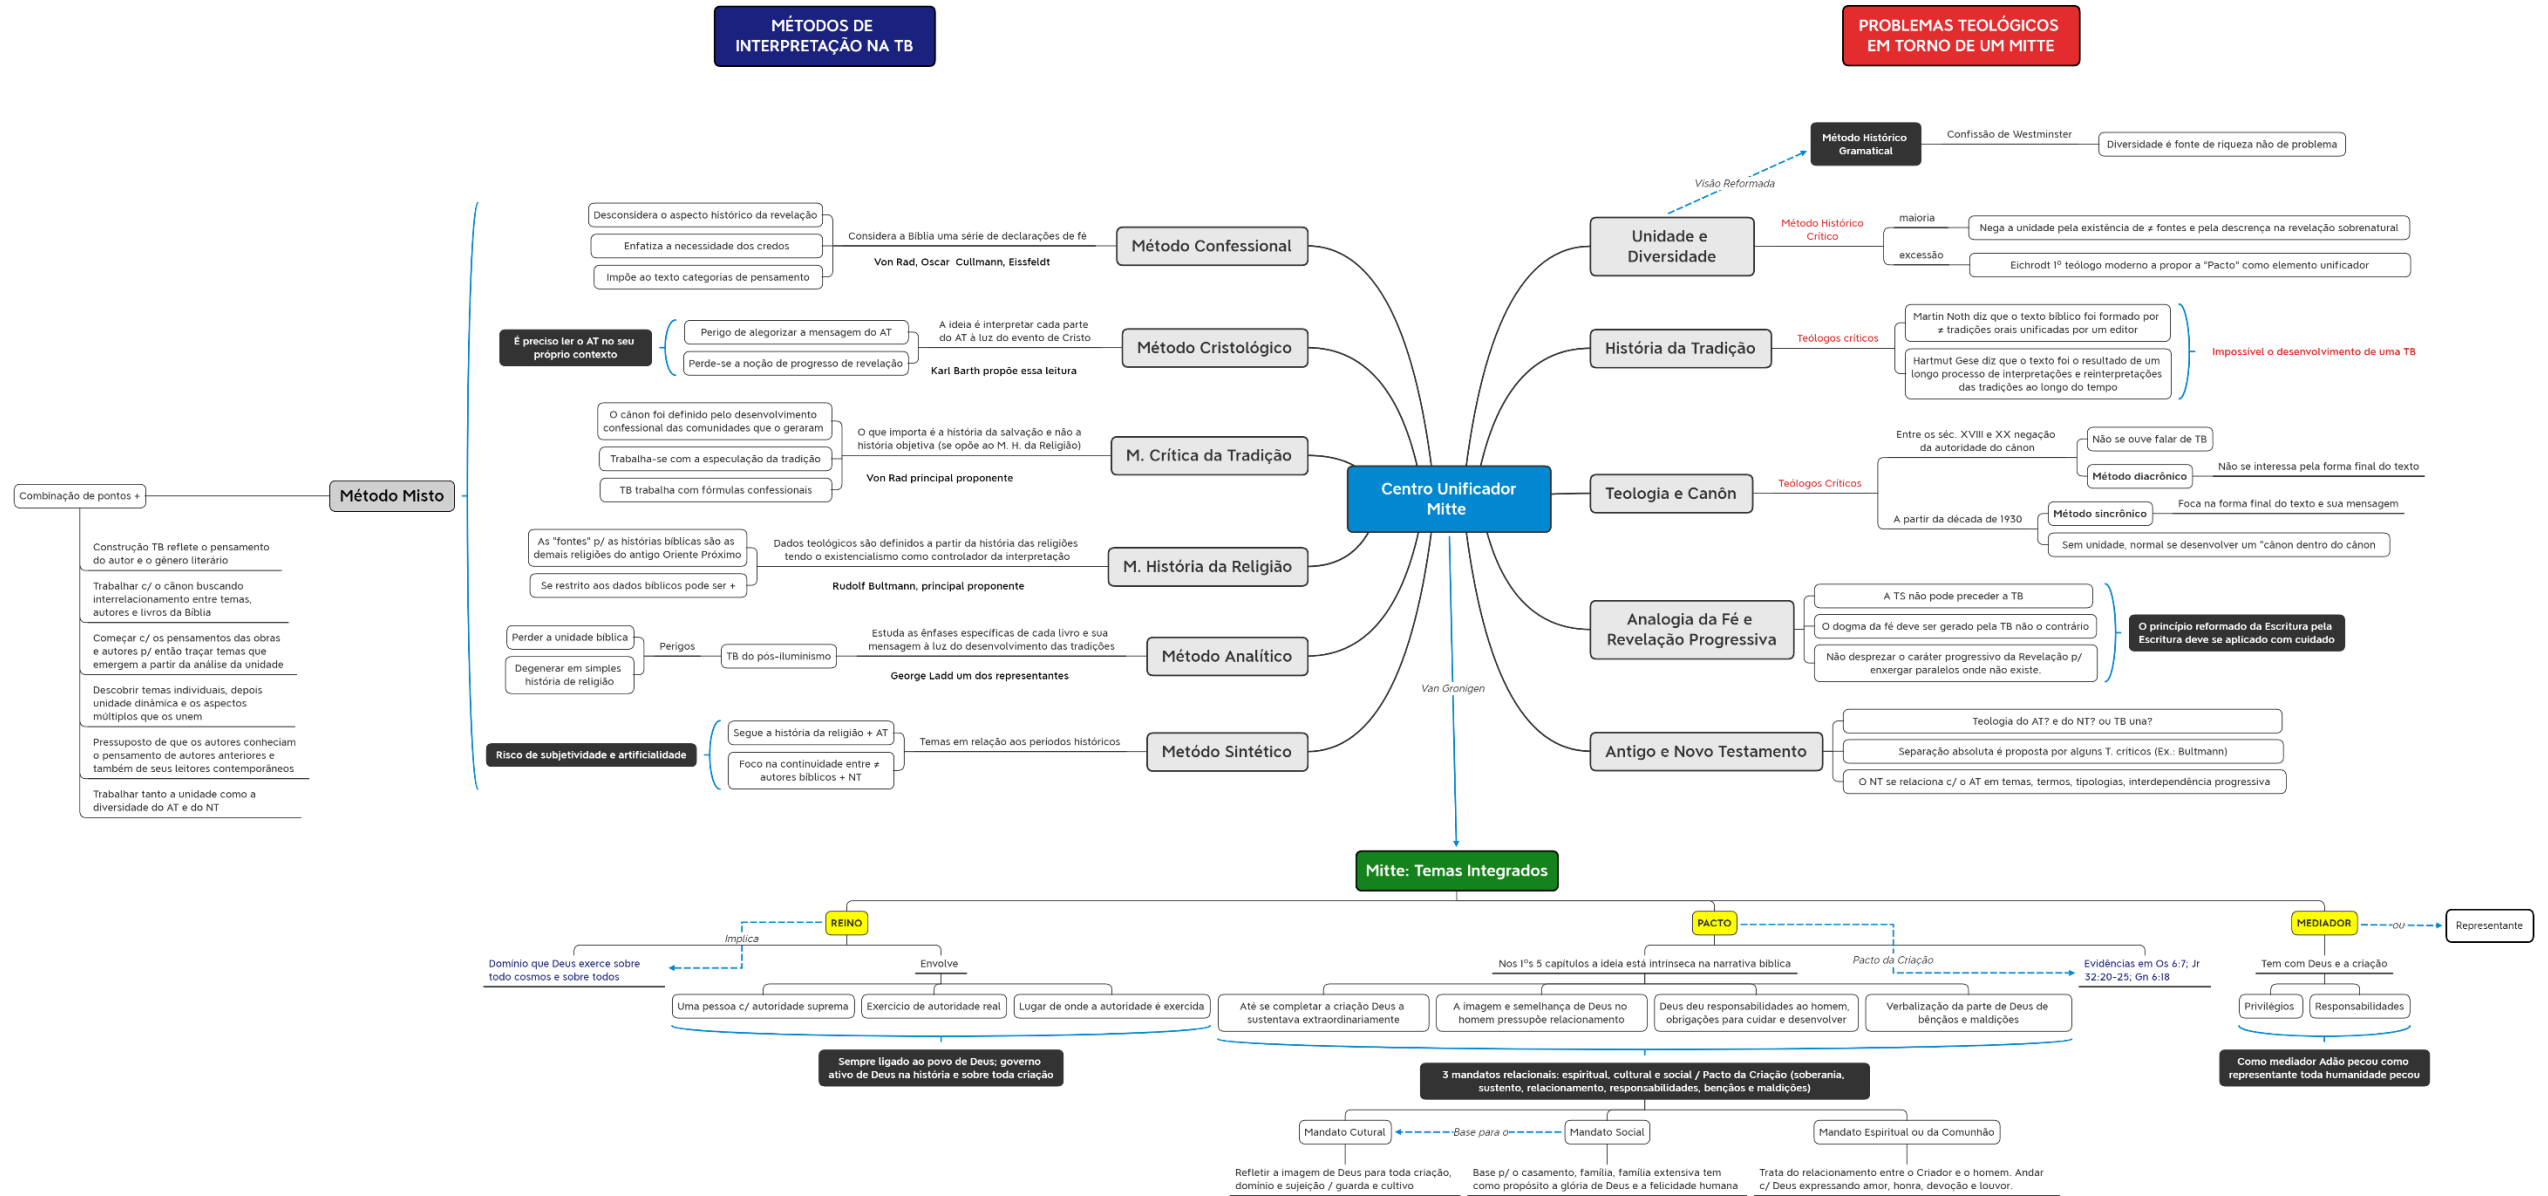 MÉTODOS DE
INTERPRETAÇÃO NA TB
PROBLEMAS TEOLÓGICOS
EM TORNO DE UM MITTE
Centro Unificador
Mitte
Método Confessional
Considera a Bíblia uma série de declarações de fé
Von Rad, Oscar  Cullmann, Eissfeldt
Desconsidera o aspecto histórico da revelação
Enfatiza a necessidade dos credos
Impõe ao texto categorias de pensamento
Método Cristológico
A ideia é interpretar cada parte
do AT à luz do evento de Cristo
Karl Barth propõe essa leitura
Perigo de alegorizar a mensagem do AT
Perde-se a noção de progresso de revelação
É preciso ler o AT no seu
próprio contexto
M. Crítica da Tradição
O que importa é a história da salvação e não a
história objetiva (se opõe ao M. H. da Religião)
Von Rad principal proponente
O cânon foi definido pelo desenvolvimento
confessional das comunidades que o geraram
Trabalha-se com a especulação da tradição
TB trabalha com fórmulas confessionais
M. História da Religião
Dados teológicos são definidos a partir da história das religiões
tendo o existencialismo como controlador da interpretação
Rudolf Bultmann, principal proponente
As "fontes" p/ as histórias bíblicas são as
demais religiões do antigo Oriente Próximo
Se restrito aos dados bíblicos pode ser +
Método Analítico
Estuda as ênfases específicas de cada livro e sua
mensagem à luz do desenvolvimento das tradições
George Ladd um dos representantes
TB do pós-iluminismo
Perigos
Perder a unidade bíblica
Degenerar em simples
história de religião
Metódo Sintético
Temas em relação aos períodos históricos
Segue a história da religião + AT
Foco na continuidade entre ≠
autores bíblicos + NT
Risco de subjetividade e artificialidade
Método Misto
Combinação de pontos +
Construção TB reflete o pensamento
do autor e o gênero literário
Trabalhar c/ o cânon buscando
interrelacionamento entre temas,
autores e livros da Bíblia
Começar c/ os pensamentos das obras
e autores p/ então traçar temas que
emergem a partir da análise da unidade
Descobrir temas individuais, depois
unidade dinâmica e os aspectos
múltiplos que os unem
Pressuposto de que os autores conheciam
o pensamento de autores anteriores e
também de seus leitores contemporâneos
Trabalhar tanto a unidade como a
diversidade do AT e do NT
Unidade e
Diversidade
Visão Reformada
Método Histórico
Gramatical
Confissão de Westminster
Diversidade é fonte de riqueza não de problema
Método Histórico
Crítico
maioria
Nega a unidade pela existência de ≠ fontes e pela descrença na revelação sobrenatural
excessão
Eichrodt 1º teólogo moderno a propor a "Pacto" como elemento unificador
História da Tradição
Teólogos críticos
Martin Noth diz que o texto bíblico foi formado por
≠ tradições orais unificadas por um editor
Hartmut Gese diz que o texto foi o resultado de um
longo processo de interpretações e reinterpretações
das tradições ao longo do tempo
Impossível o desenvolvimento de uma TB
Teologia e Canôn
Teólogos Críticos
Entre os séc. XVIII e XX negação
da autoridade do cânon
Não se ouve falar de TB
Método diacrônico
Não se interessa pela forma final do texto
A partir da década de 1930
Método sincrônico
Foca na forma final do texto e sua mensagem
Sem unidade, normal se desenvolver um "cânon dentro do cânon
Analogia da Fé e
Revelação Progressiva
A TS não pode preceder a TB
O dogma da fé deve ser gerado pela TB não o contrário
Não desprezar o caráter progressivo da Revelação p/
enxergar paralelos onde não existe.
O princípio reformado da Escritura pela
Escritura deve se aplicado com cuidado
Antigo e Novo Testamento
Teologia do AT? e do NT? ou TB una?
Separação absoluta é proposta por alguns T. críticos (Ex.: Bultmann)
O NT se relaciona c/ o AT em temas, termos, tipologias, interdependência progressiva
Van Gronigen
Mitte: Temas Integrados
REINO
Implica
Domínio que Deus exerce sobre
todo cosmos e sobre todos
Envolve
Uma pessoa c/ autoridade suprema
Exercício de autoridade real
Lugar de onde a autoridade é exercida
Sempre ligado ao povo de Deus; governo
ativo de Deus na história e sobre toda criação
PACTO
Nos 1ºs 5 capítulos a ideia está intrínseca na narrativa bíblica
Pacto da Criação
Evidências em Os 6:7; Jr
32:20-25; Gn 6:18
Até se completar a criação Deus a
sustentava extraordinariamente
A imagem e semelhança de Deus no
homem pressupõe relacionamento
Deus deu responsabilidades ao homem,
obrigações para cuidar e desenvolver
Verbalização da parte de Deus de
bênçãos e maldições
3 mandatos relacionais: espiritual, cultural e social / Pacto da Criação (soberania,
sustento, relacionamento, responsabilidades, bençãos e maldições)
Mandato Cutural
Base para o
Mandato Social
Mandato Espiritual ou da Comunhão
Refletir a imagem de Deus para toda criação,
domínio e sujeição / guarda e cultivo
Base p/ o casamento, família, família extensiva tem
como propósito a glória de Deus e a felicidade humana
Trata do relacionamento entre o Criador e o homem. Andar
c/ Deus expressando amor, honra, devoção e louvor.
MEDIADOR
ou
Representante
Tem com Deus e a criação
Privilégios
Responsabilidades
Como mediador Adão pecou como
representante toda humanidade pecou